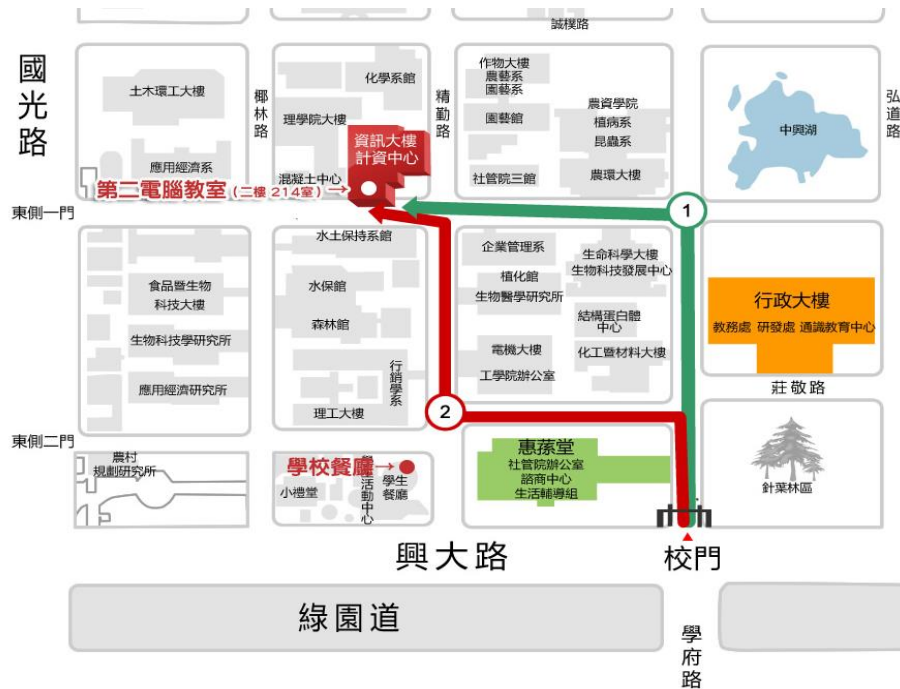 誠樸路
國光路
土木環工大樓
應用經濟系
椰林路
化學系館
理學院大樓
資訊大樓
計資中心
混凝土中心
第二電腦教室(二樓 214室)→
精勤路
作物大樓
農藝系
園藝系
園藝館
社管院三館
農資學院
植病系
昆蟲系
農環大樓
中興湖
弘道路
東側一門
1
食品暨生物
科技大樓
生物科技學研究所
應用經濟研究所
水土保持系館
水保館
森林館
行銷學系
理工大樓
企業管理系
植化館
生物醫學研究所
電機大樓
工學院辦公室
生命科學大樓
生物科技發展中心
結構蛋白體
中心
化工暨材料大樓
行政大樓
教務處 研發處 通識教育中心
莊敬路
2
東側二門
農村
規劃研究所
小禮堂
學校餐廳→
學生活動中心
學生
餐廳
惠蓀堂
社管院辦公室
諮商中心
生活輔導組
針葉林區
興大路
校門
綠園道
學府路